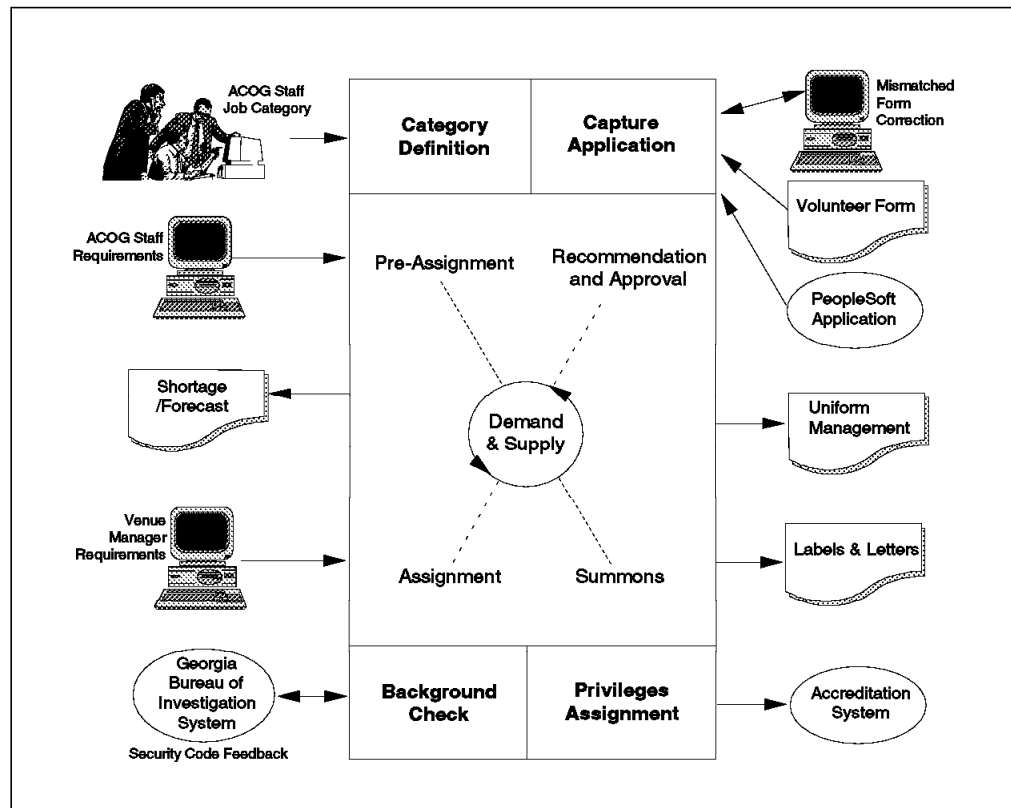 ACOG Staff
Job Category
Category
Definition
Capture
Application
Mismatched
Form
Correction
Volunteer Form
ACOG Staff
Requirements
Pre-Assignment
Recommendation
and Approval
PeopleSoft
Application
Shortage
/Forecast
Demand
& Supply
Uniform
Management
Venue
Manager
Requirements
Assignment
Summons
Labels & Letters
Georgia
Bureau of
Investigation
System
Security Code Feedback
Background
Check
Privileges
Assignment
Accreditation
System